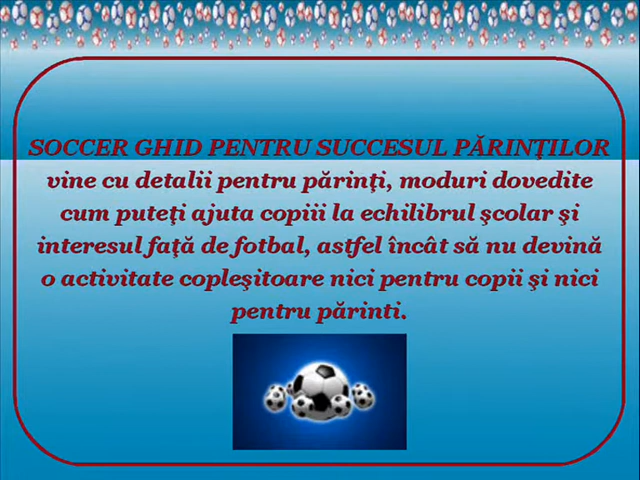 SOCCER GHID PENTRU SUCCESUL PĂRINŢILOR
vine cu detalii pentru părinţi, moduri dovedite
cum puteţi ajuta copiii la echilibrul şcolar şi
interesul faţă de fotbal, astfel încât să nu devină
o activitate copleşitoare nici pentru copii şi nici
pentru părinti.